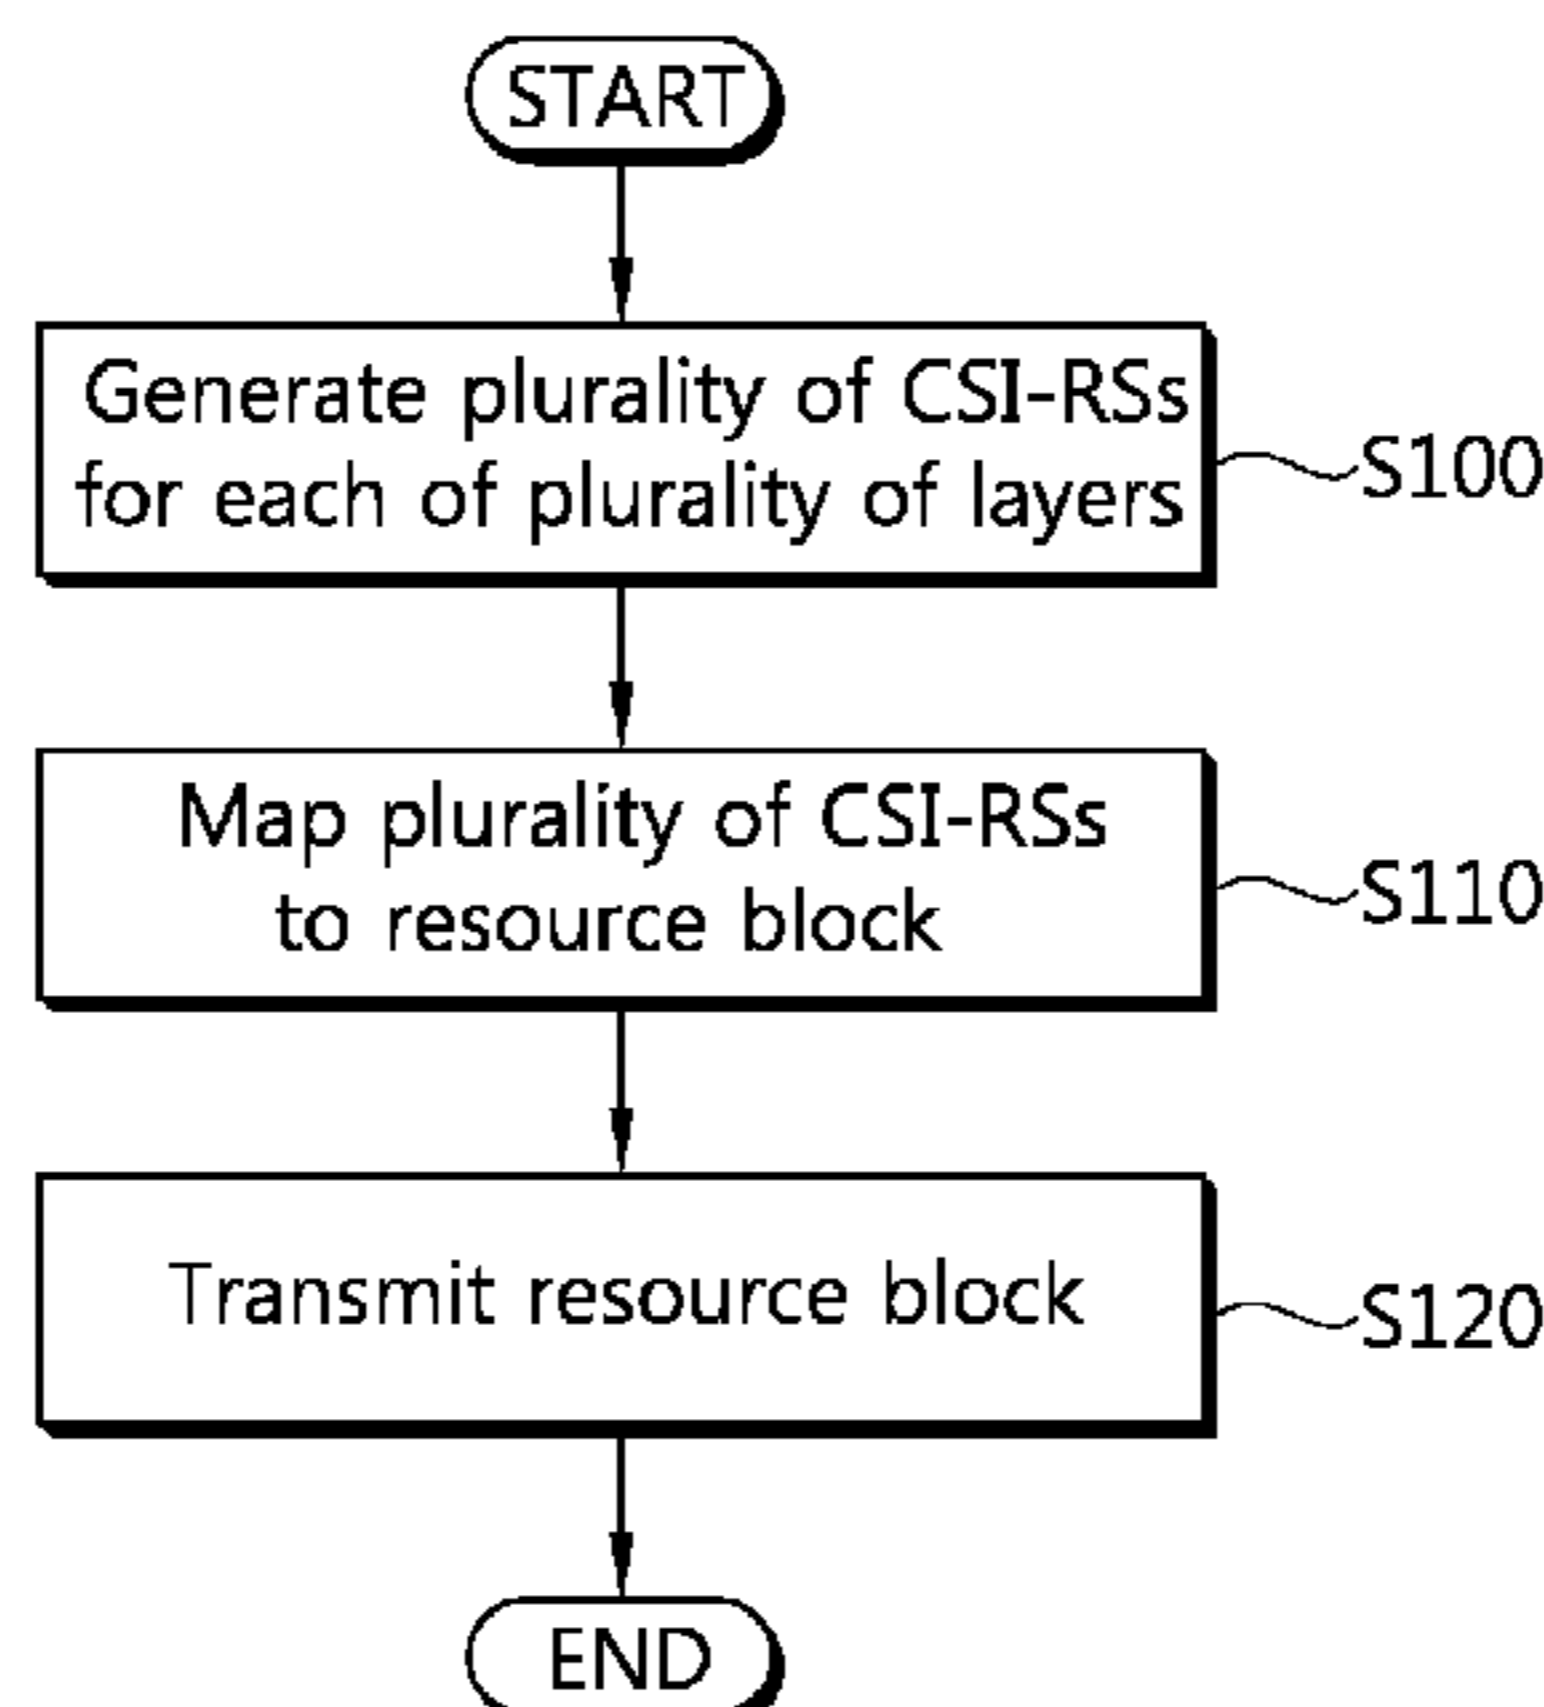 START
Generate plurality of CSI-RSs
for each of plurality of layers
S100
Map plurality of CSI-RSs
to resource block
S110
Transmit resource block
S120
END